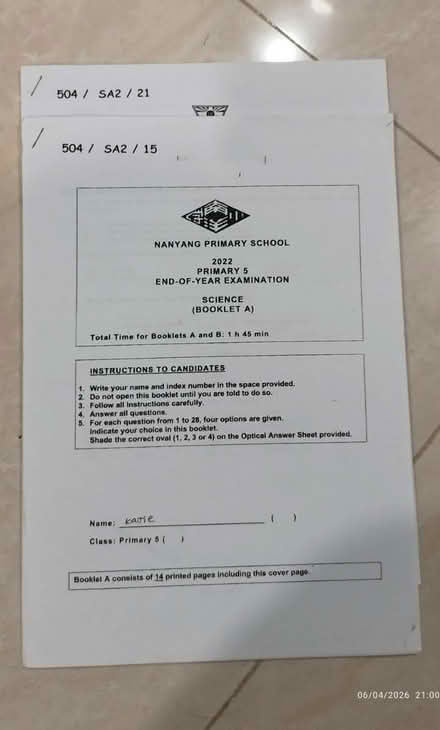 504 / SA2 / 21
504 / SA2 / 15
NANYANG PRIMARY SCHOOL
2022
PRIMARY 5
END-OF-YEAR EXAMINATION
SCIENCE
(BOOKLET A)
Total Time for Booklets A and B: 1 h 45 min
INSTRUCTIONS TO CANDIDATES
1. Write your name and index number in the space provided.
2. Do not open this booklet until you are told to do so.
3. Follow all instructions carefully.
4. Answer all questions.
5. For each question from 1 to 28, four options are given.
Indicate your choice in this booklet.
Shade the correct oval (1, 2, 3 or 4) on the Optical Answer Sheet provided.
Name: Katie ( )
Class: Primary 5 ( )
Booklet A consists of 14 printed pages including this cover page.
06/04/2026 21:00